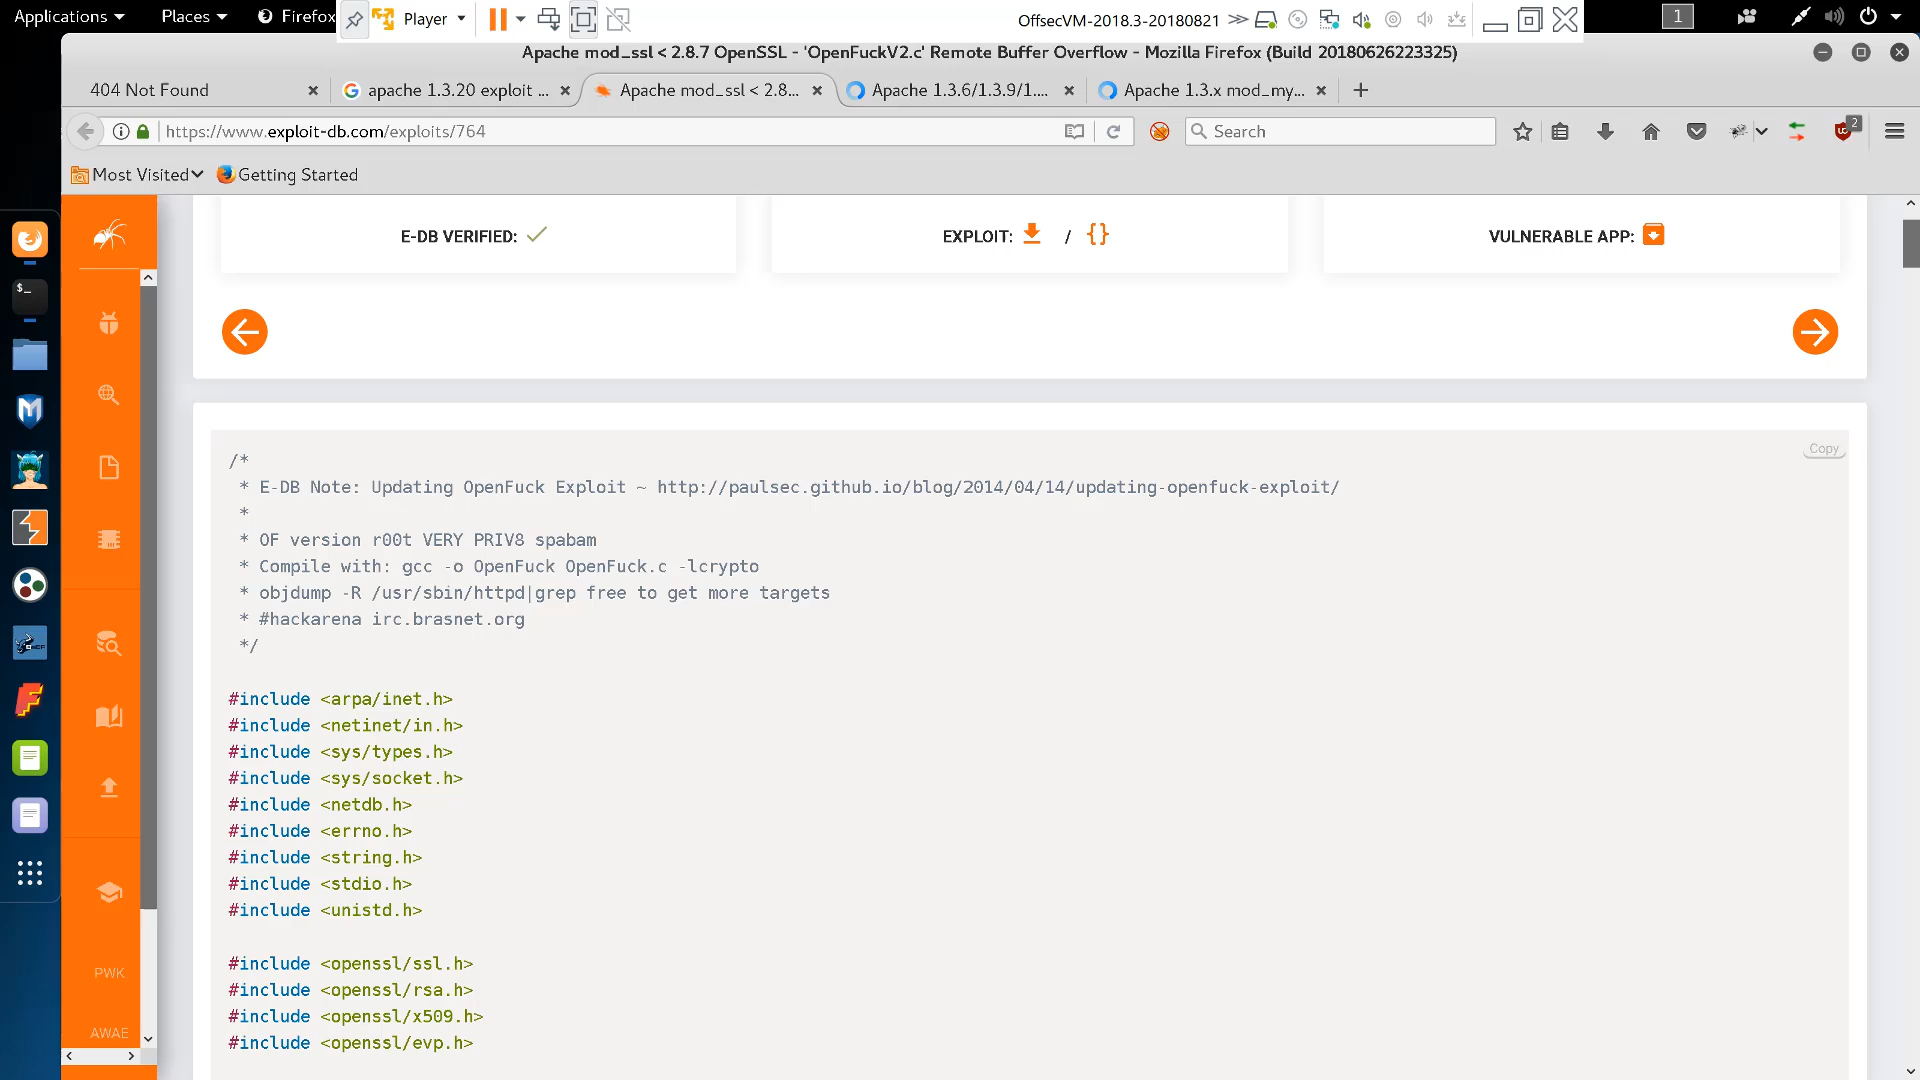 Applications
Places
Firefox
Player
OffsecVM-2018.3-20180821
1
Apache mod_ssl < 2.8.7 OpenSSL - 'OpenFuckV2.c' Remote Buffer Overflow - Mozilla Firefox (Build 20180626223325)
404 Not Found
apache 1.3.20 exploit ...
Apache mod_ssl < 2.8...
Apache 1.3.6/1.3.9/1....
Apache 1.3.x mod_my...
https://www.exploit-db.com/exploits/764
Search
2
Most Visited
Getting Started
E-DB VERIFIED:
EXPLOIT: / {}
VULNERABLE APP:
Copy
/*
* E-DB Note: Updating OpenFuck Exploit ~ http://paulsec.github.io/blog/2014/04/14/updating-openfuck-exploit/
*
* OF version r00t VERY PRIV8 spabam
* Compile with: gcc -o OpenFuck OpenFuck.c -lcrypto
* objdump -R /usr/sbin/httpd|grep free to get more targets
* #hackarena irc.brasnet.org
*/
#include <arpa/inet.h>
#include <netinet/in.h>
#include <sys/types.h>
#include <sys/socket.h>
#include <netdb.h>
#include <errno.h>
#include <string.h>
#include <stdio.h>
#include <unistd.h>
#include <openssl/ssl.h>
#include <openssl/rsa.h>
#include <openssl/x509.h>
#include <openssl/evp.h>
PWK
AWAE